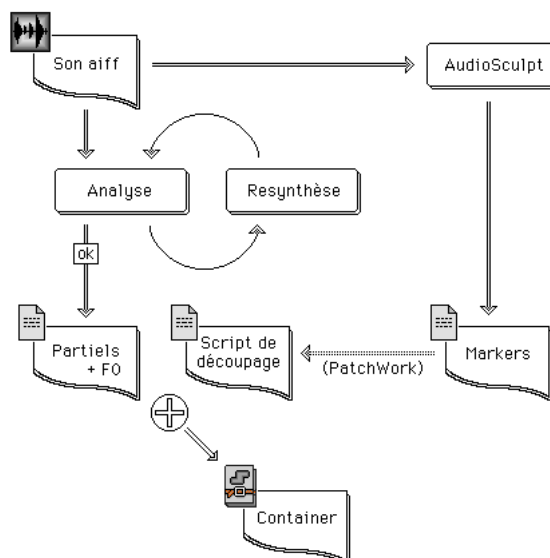 Son aiff
AudioSculpt
Analyse
Resynthèse
ok
Partiels
+ F0
Script de
découpage
(PatchWork)
Markers
Container